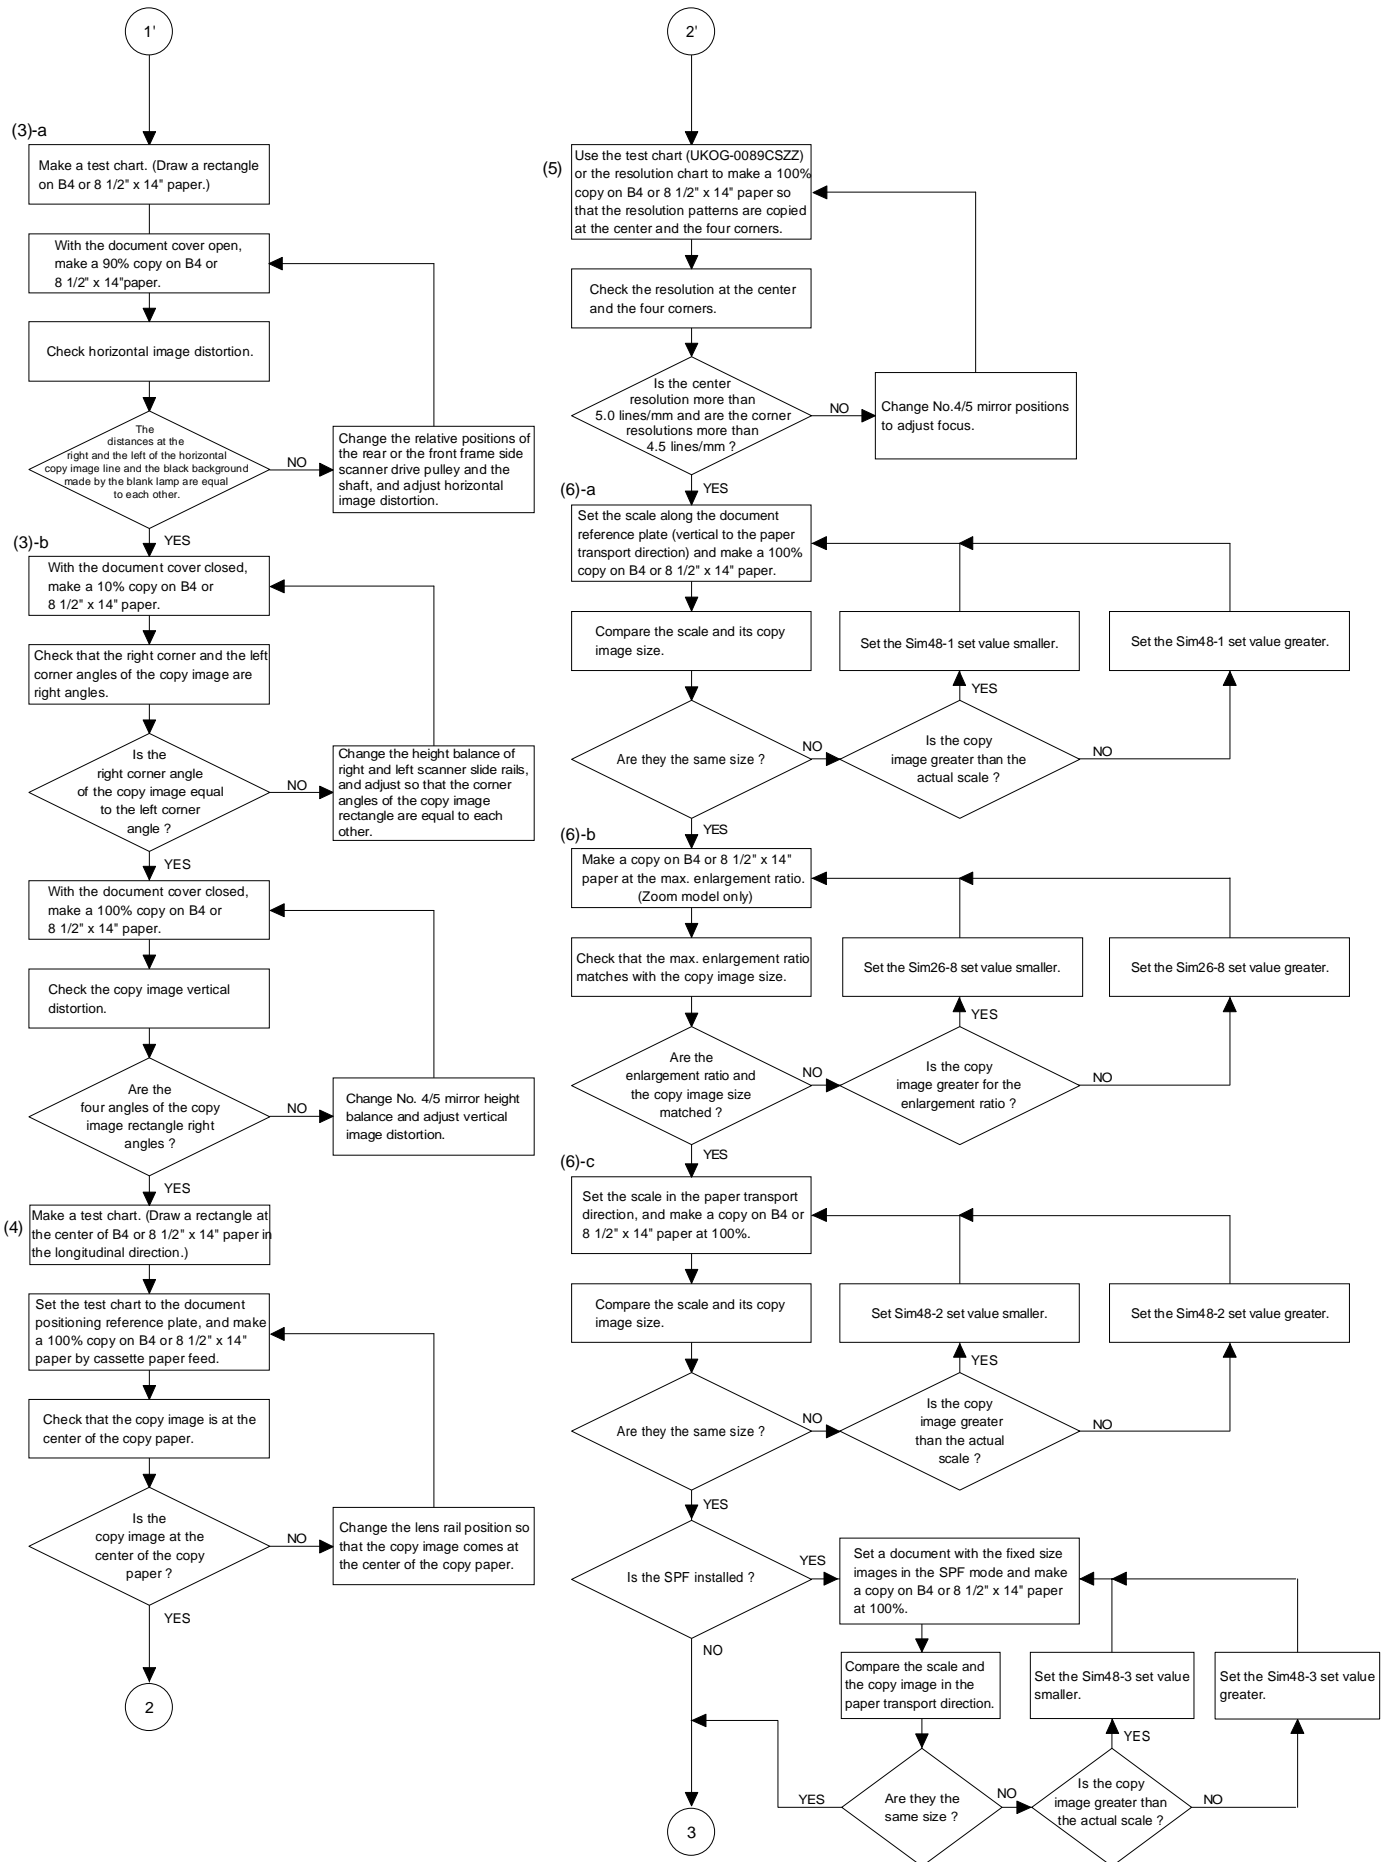 1'
(3)-a
Make a test chart. (Draw a rectangle
on B4 or 8 1/2" x 14" paper.)
With the document cover open,
make a 90% copy on B4 or
8 1/2" x 14"paper.
Check horizontal image distortion.
The
distances at the
right and the left of the horizontal
copy image line and the black background
made by the blank lamp are equal
to each other.
NO
Change the relative positions of
the rear or the front frame side
scanner drive pulley and the
shaft, and adjust horizontal
image distortion.
YES
(3)-b
With the document cover closed,
make a 10% copy on B4 or
8 1/2" x 14" paper.
Check that the right corner and the left
corner angles of the copy image are
right angles.
Is the
right corner angle
of the copy image equal
to the left corner
angle ?
NO
Change the height balance of
right and left scanner slide rails,
and adjust so that the corner
angles of the copy image
rectangle are equal to each
other.
YES
With the document cover closed,
make a 100% copy on B4 or
8 1/2" x 14" paper.
Check the copy image vertical
distortion.
Are the
four angles of the copy
image rectangle right
angles ?
NO
Change No. 4/5 mirror height
balance and adjust vertical
image distortion.
YES
(4)
Make a test chart. (Draw a rectangle at
the center of B4 or 8 1/2" x 14" paper in
the longitudinal direction.)
Set the test chart to the document
positioning reference plate, and make
a 100% copy on B4 or 8 1/2" x 14"
paper by cassette paper feed.
Check that the copy image is at the
center of the copy paper.
Is the
copy image at the
center of the copy
paper ?
NO
Change the lens rail position so
that the copy image comes at
the center of the copy paper.
YES
2
2'
(5)
Use the test chart (UKOG-0089CSZZ)
or the resolution chart to make a 100%
copy on B4 or 8 1/2" x 14" paper so
that the resolution patterns are copied
at the center and the four corners.
Check the resolution at the center
and the four corners.
Is the center
resolution more than
5.0 lines/mm and are the corner
resolutions more than
4.5 lines/mm ?
NO
Change No.4/5 mirror positions
to adjust focus.
YES
(6)-a
Set the scale along the document
reference plate (vertical to the paper
transport direction) and make a 100%
copy on B4 or 8 1/2" x 14" paper.
Compare the scale and its copy
image size.
Set the Sim48-1 set value smaller.
Set the Sim48-1 set value greater.
YES
Are they the same size ?
NO
Is the copy
image greater than the
actual scale ?
NO
YES
(6)-b
Make a copy on B4 or 8 1/2" x 14"
paper at the max. enlargement ratio.
(Zoom model only)
Check that the max. enlargement ratio
matches with the copy image size.
Set the Sim26-8 set value smaller.
Set the Sim26-8 set value greater.
YES
Are the
enlargement ratio and
the copy image size
matched ?
NO
Is the copy
image greater for the
enlargement ratio ?
NO
YES
(6)-c
Set the scale in the paper transport
direction, and make a copy on B4 or
8 1/2" x 14" paper at 100%.
Compare the scale and its copy
image size.
Set Sim48-2 set value smaller.
Set the Sim48-2 set value greater.
YES
Are they the same size ?
NO
Is the copy
image greater
than the actual
scale ?
NO
YES
Is the SPF installed ?
YES
Set a document with the fixed size
images in the SPF mode and make
a copy on B4 or 8 1/2" x 14" paper
at 100%.
NO
Compare the scale and
the copy image in the
paper transport direction.
Set the Sim48-3 set value
smaller.
Set the Sim48-3 set value
greater.
YES
YES
Are they the
same size ?
NO
Is the copy
image greater than
the actual scale ?
NO
3